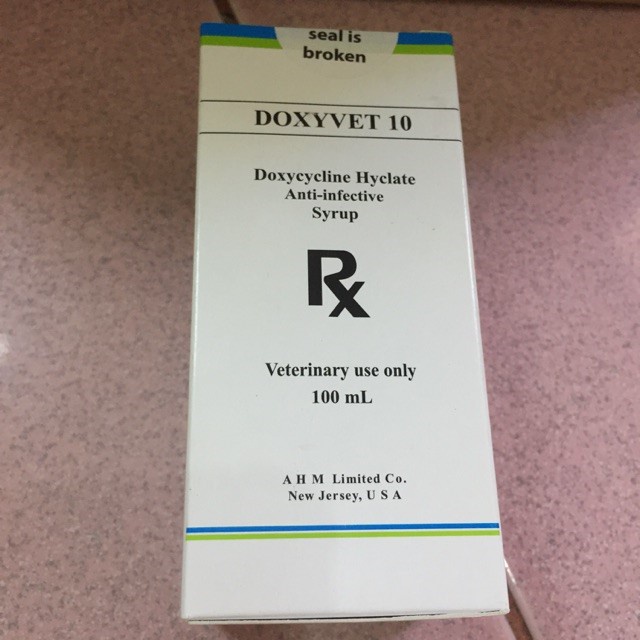 seal is
broken
DOXYVET 10
Doxycycline Hyclate
Anti-infective
Syrup
Rx
Veterinary use only
100 mL
A H M Limited Co.
New Jersey, U S A